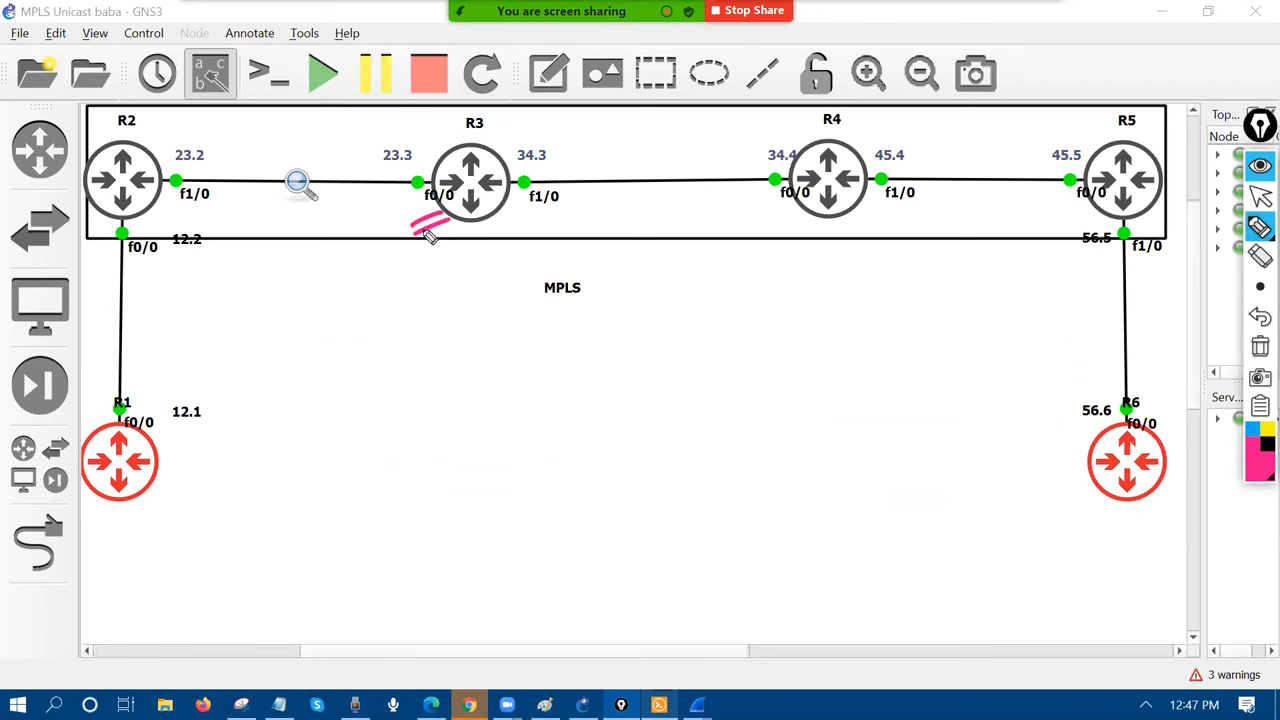 MPLS Unicast baba - GNS3
You are screen sharing
Stop Share
File Edit View Control Node Annotate Tools Help
a c
b
R2
R3
R4
R5
23.2
23.3
34.3
34.4
45.4
45.5
f1/0
f0/0
f1/0
f0/0
f1/0
f0/0
12.2
f0/0
56.5
f1/0
MPLS
R1
12.1
f0/0
R6
56.6
f0/0
Top...
Node
Serv...
3 warnings
12:47 PM
3